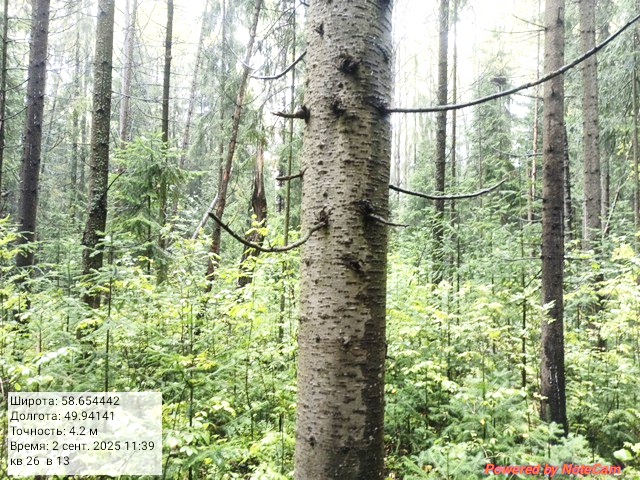 Широта: 58.654442
Долгота: 49.94141
Точность: 4.2 м
Время: 2 сент. 2025 11:39
кв 26 в 13
Powered by NoteCam